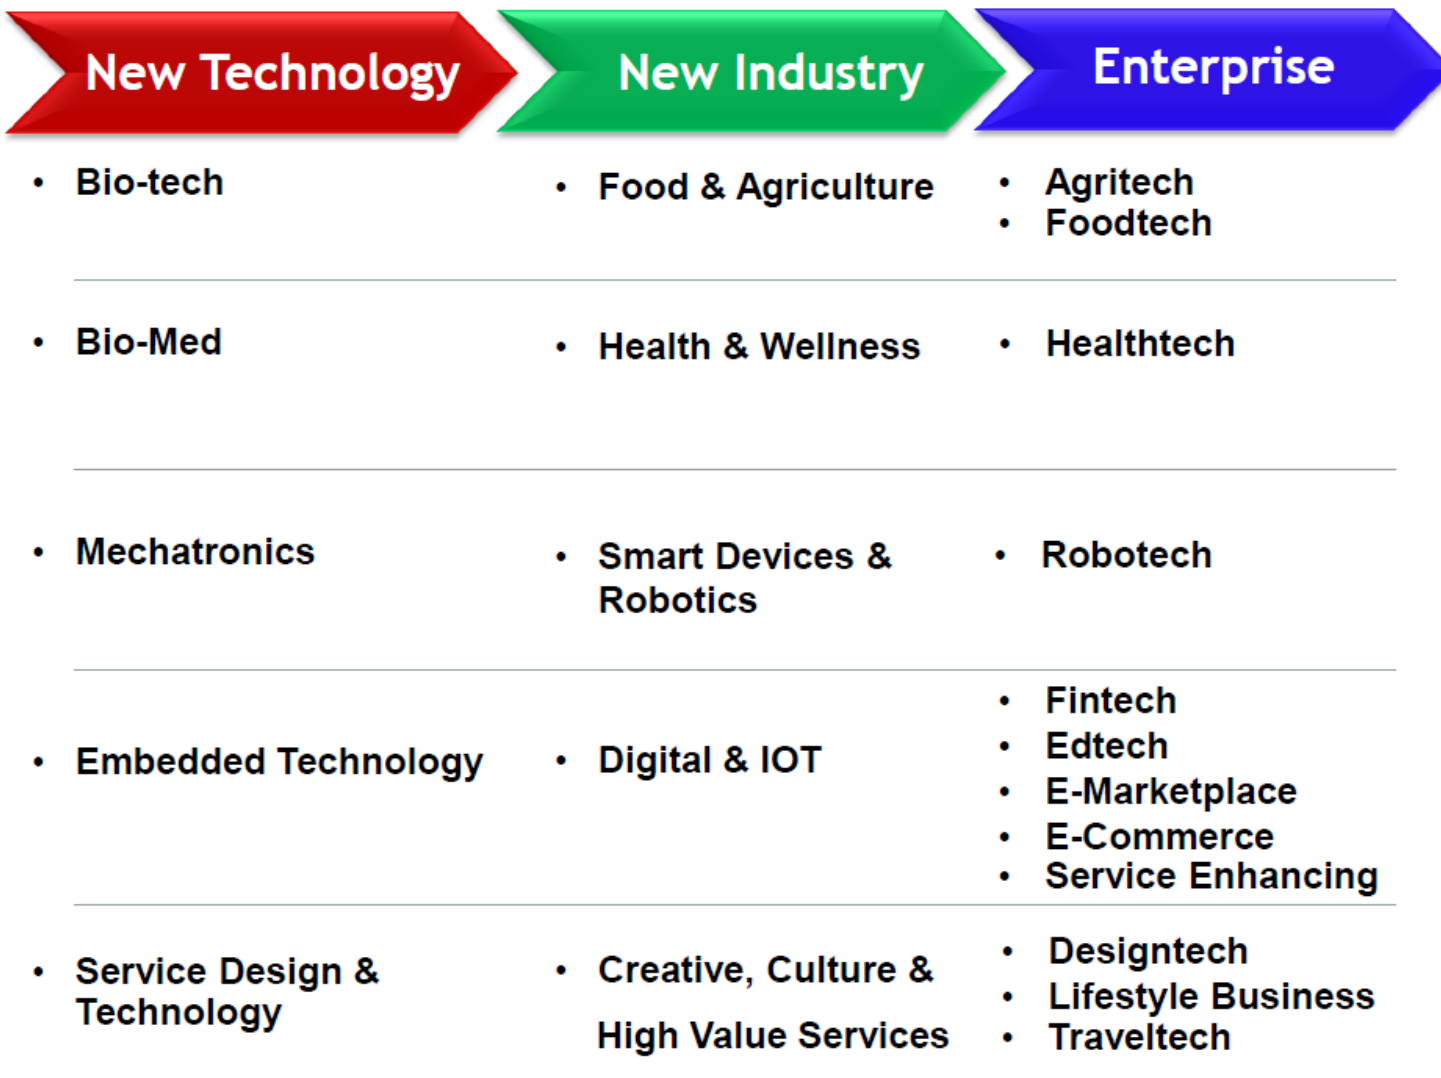 New Technology
New Industry
Enterprise
• Bio-tech
• Food & Agriculture
• Agritech
• Foodtech
• Bio-Med
• Health & Wellness
• Healthtech
• Mechatronics
• Smart Devices &
Robotics
• Robotech
• Embedded Technology
• Digital & IOT
• Fintech
• Edtech
• E-Marketplace
• E-Commerce
• Service Enhancing
• Service Design &
Technology
• Creative, Culture &
High Value Services
• Designtech
• Lifestyle Business
• Traveltech